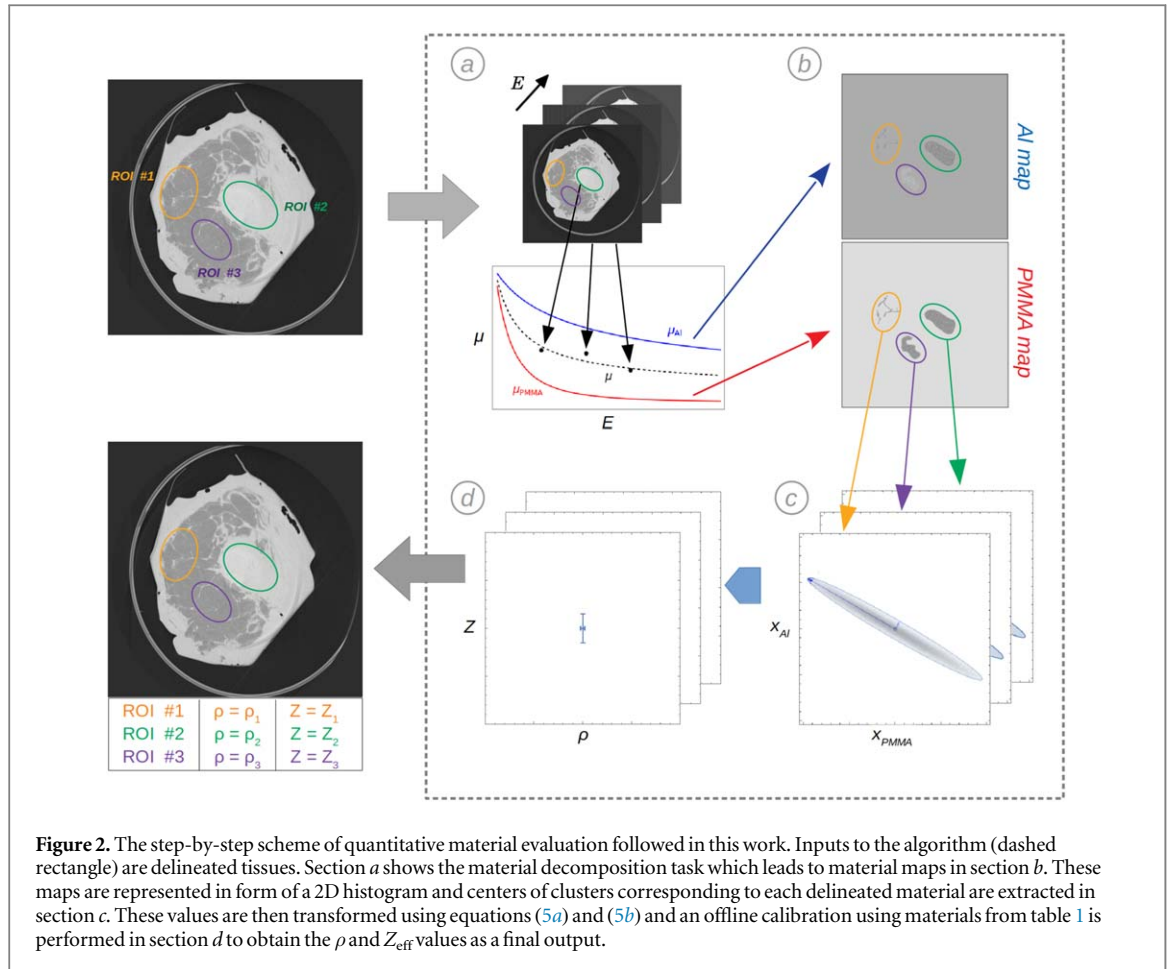 ROI #1
ROI #2
ROI #3
a
E
μ
μAl
μ
μPMMA
E
b
Al map
PMMA map
c
xAl
xPMMA
d
Z
ρ
ROI #1 ρ = ρ1 Z = Z1
ROI #2 ρ = ρ2 Z = Z2
ROI #3 ρ = ρ3 Z = Z3
Figure 2. The step-by-step scheme of quantitative material evaluation followed in this work. Inputs to the algorithm (dashed
rectangle) are delineated tissues. Section a shows the material decomposition task which leads to material maps in section b. These
maps are represented in form of a 2D histogram and centers of clusters corresponding to each delineated material are extracted in
section c. These values are then transformed using equations (5a) and (5b) and an offline calibration using materials from table 1 is
performed in section d to obtain the ρ and Zeff values as a final output.